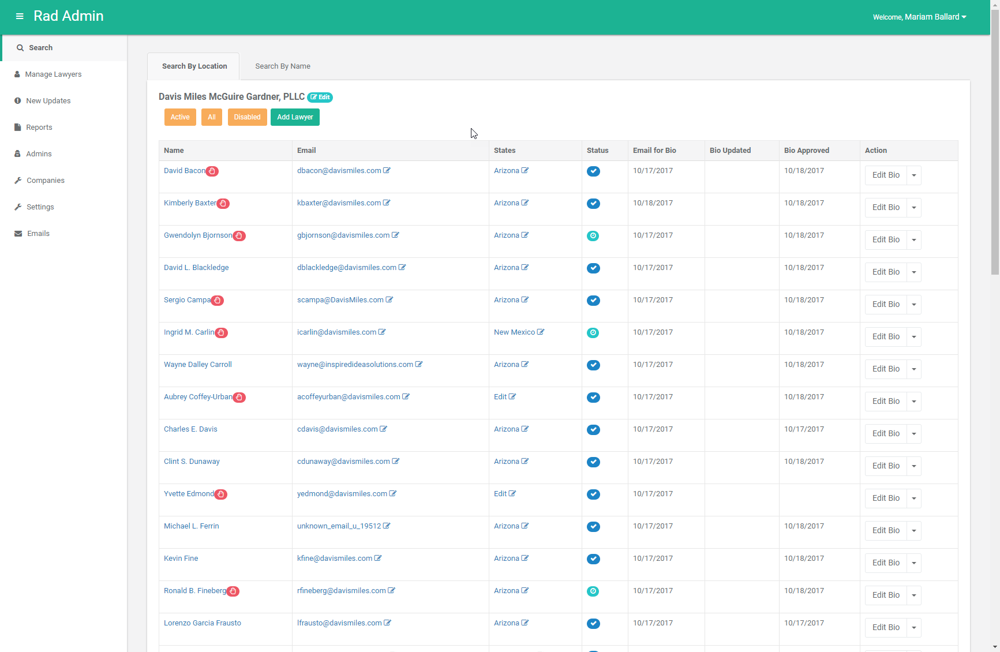 Rad Admin
Welcome, Mariam Ballard
Search
Manage Lawyers
New Updates
Reports
Admins
Companies
Settings
Emails
Search By Location Search By Name
Davis Miles McGuire Gardner, PLLC Edit
Active All Disabled Add Lawyer
Name Email States Status Email for Bio Bio Updated Bio Approved Action
David Bacon dbacon@davismiles.com Arizona 10/17/2017 10/18/2017 Edit Bio
Kimberly Baxter kbaxter@davismiles.com Arizona 10/18/2017 10/18/2017 Edit Bio
Gwendolyn Bjornson gbjornson@davismiles.com Arizona 10/17/2017 10/18/2017 Edit Bio
David L. Blackledge dblackledge@davismiles.com Arizona 10/17/2017 10/18/2017 Edit Bio
Sergio Campa scampa@DavisMiles.com Arizona 10/17/2017 10/18/2017 Edit Bio
Ingrid M. Carlin icarlin@davismiles.com New Mexico 10/17/2017 10/18/2017 Edit Bio
Wayne Dalley Carroll wayne@inspiredideasolutions.com Arizona 10/17/2017 10/18/2017 Edit Bio
Aubrey Coffey-Urban acoffeyurban@davismiles.com Edit 10/17/2017 10/18/2017 Edit Bio
Charles E. Davis cdavis@davismiles.com Arizona 10/17/2017 10/17/2017 Edit Bio
Clint S. Dunaway cdunaway@davismiles.com Arizona 10/17/2017 10/18/2017 Edit Bio
Yvette Edmond yedmond@davismiles.com Edit 10/17/2017 Edit Bio
Michael L. Ferrin unknown_email_u_19512 Arizona 10/17/2017 10/18/2017 Edit Bio
Kevin Fine kfine@davismiles.com Arizona 10/17/2017 10/18/2017 Edit Bio
Ronald B. Fineberg rfineberg@davismiles.com Arizona 10/17/2017 10/18/2017 Edit Bio
Lorenzo Garcia Frausto lfrausto@davismiles.com Arizona 10/17/2017 10/17/2017 Edit Bio